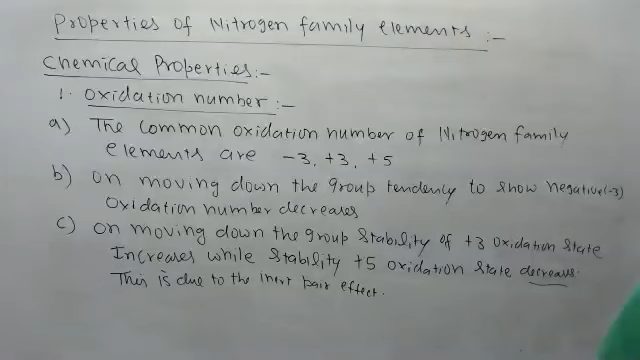 Properties of Nitrogen family elements :-
Chemical Properties:-
1. Oxidation number :-
a) The common oxidation number of Nitrogen family
elements are -3, +3, +5
b) on moving down the group tendency to show negative(-3)
Oxidation number decreases
c) on moving down the group stability of +3 Oxidation state
Increases while stability +5 oxidation state decreases.
This is due to the inert pair effect.